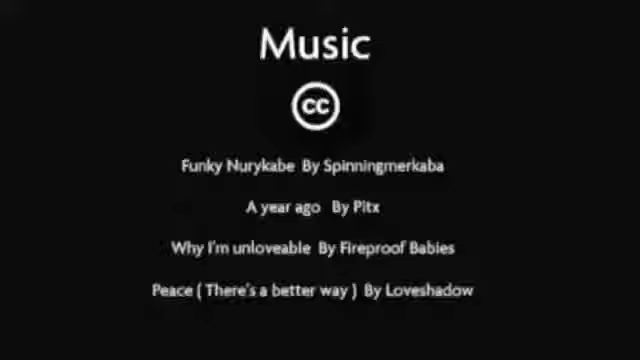 Music
cc
Funky Nurykabe By Spinningmerkaba
A year ago By Pitx
Why I'm unloveable By Fireproof Babies
Peace ( There's a better way ) By Loveshadow